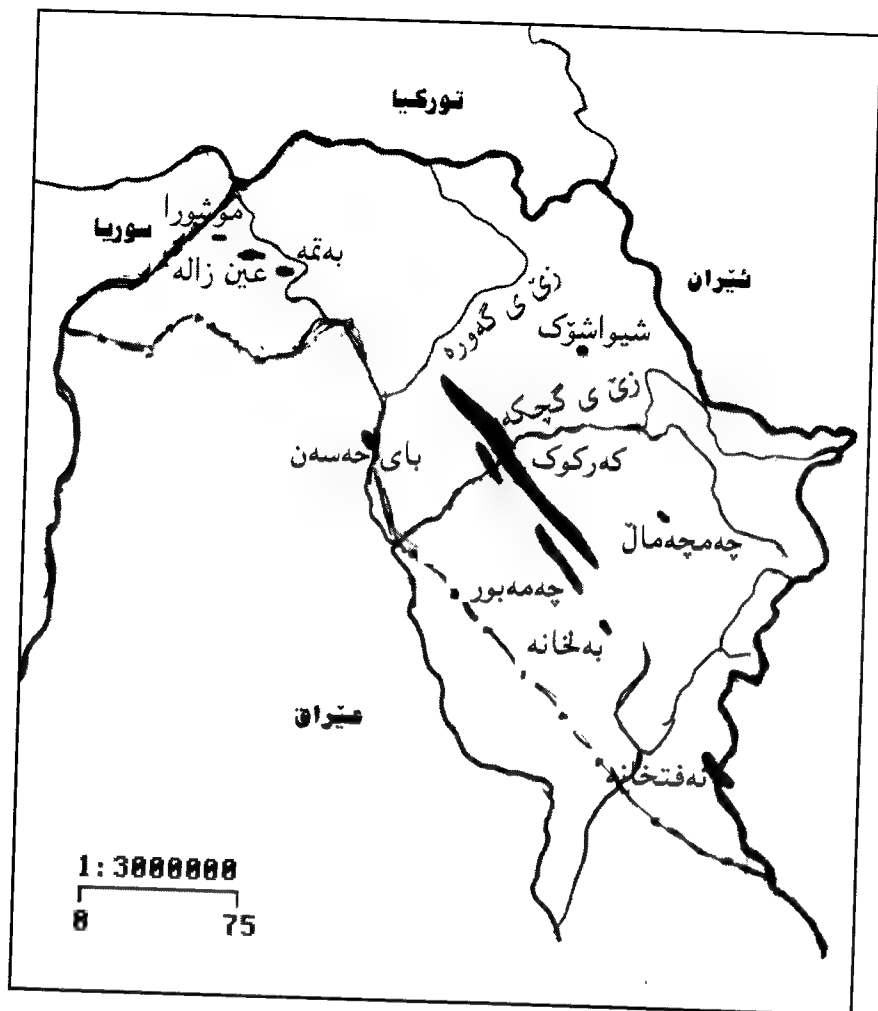 تورکیا
سوریا
موشورا
عین زاله
بەتمە
ئێران
زێ ی گەورە
شیواشۆک
زێ ی گچکە
کەرکوک
بای حەسەن
چەمچەماڵ
چەمەبور
بەلخانە
عێراق
نەفتخانە
1:3000000
0 75